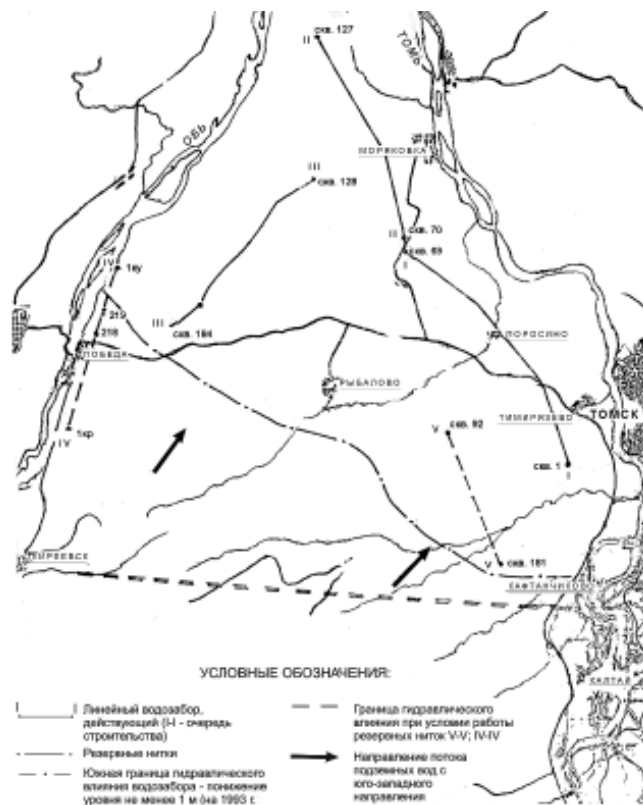 скв. 127
II
ТОМЬ
ОБЬ
МОРЯКОВКА
III
скв. 128
скв. 70
II
скв. 69
I
IV
1ку
219
218
III
скв. 184
ПОБЕДА
ПОРОСИНО
РЫБАЛОВО
ТОМСК
ТИМИРЯЗЕВО
V
скв. 92
1кр
IV
скв. 1
I
КИРЕЕВСК
V
скв. 181
КАФТАНЧИКОВО
КАЛТАЙ
УСЛОВНЫЕ ОБОЗНАЧЕНИЯ:
Линейный водозабор,
действующий (I-I - очередь
строительства)
Резервные нитки
Южная граница гидравлического
влияния водозабора - понижение
уровня не менее 1 м (на 1993 г.
Граница гидравлического
влияния при условии работы
резервных ниток V-V; IV-IV
Направление потока
подземных вод с
юго-западного
направления